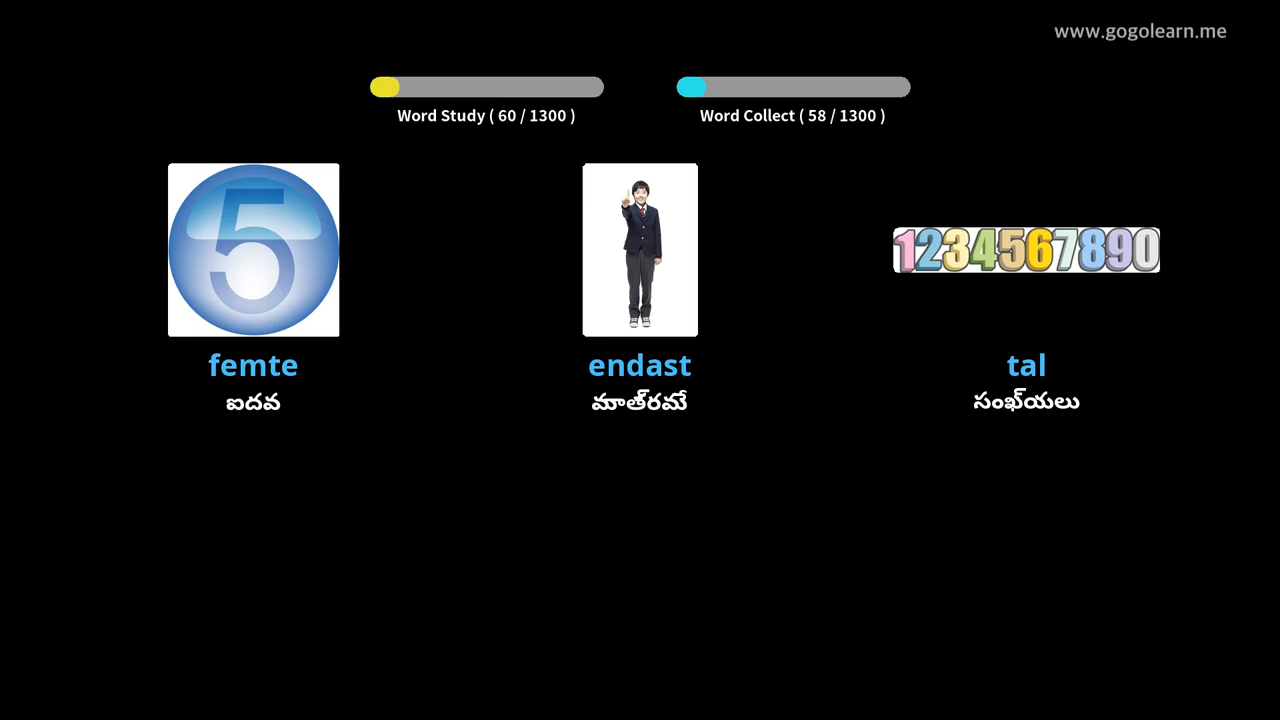 www.gogolearn.me
Word Study ( 60 / 1300 )
Word Collect ( 58 / 1300 )
5
1234567890
femte
endast
tal
ఐదవ
మాత్రమే
సంఖ్యలు